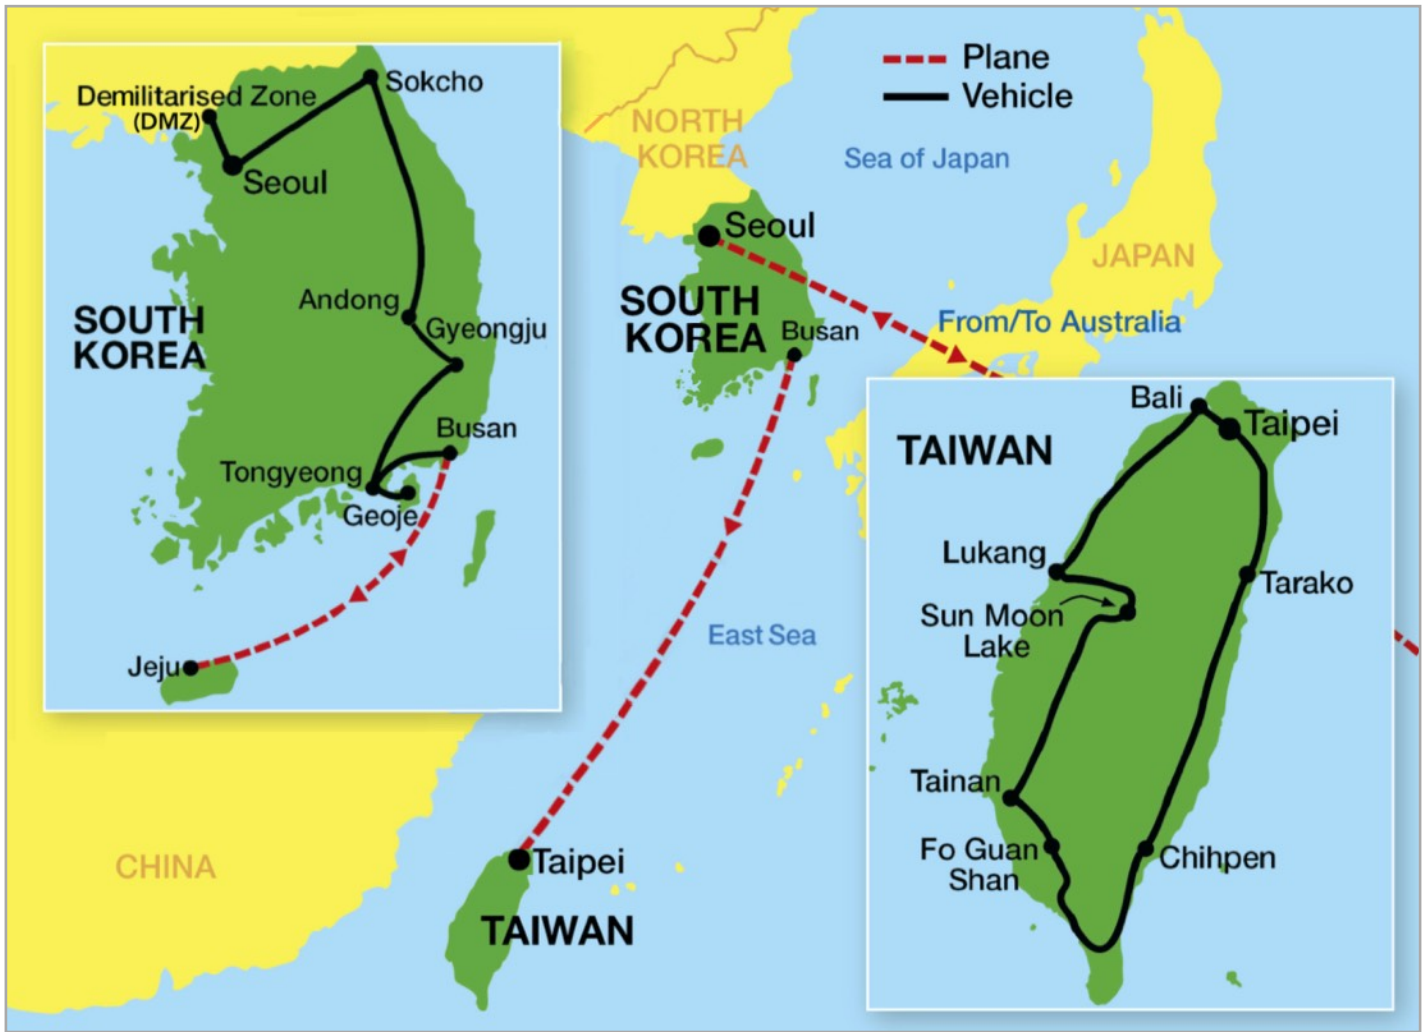 Plane
Vehicle
NORTH
KOREA
Sea of Japan
Seoul
SOUTH
KOREA
Busan
JAPAN
From/To Australia
East Sea
CHINA
Taipei
TAIWAN
Demilitarised Zone
(DMZ)
Sokcho
Seoul
Andong
Gyeongju
SOUTH
KOREA
Busan
Tongyeong
Geoje
Jeju
TAIWAN
Bali
Taipei
Lukang
Tarako
Sun Moon
Lake
Tainan
Fo Guan
Shan
Chihpen